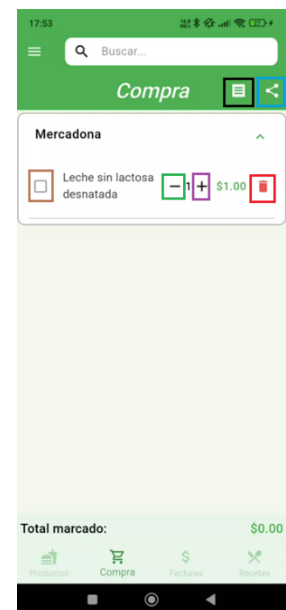 17:53
Buscar...
Compra
Mercadona
Leche sin lactosa
desnatada
1
$1.00
Total marcado:
$0.00
Productos
Compra
Facturas
Recetas